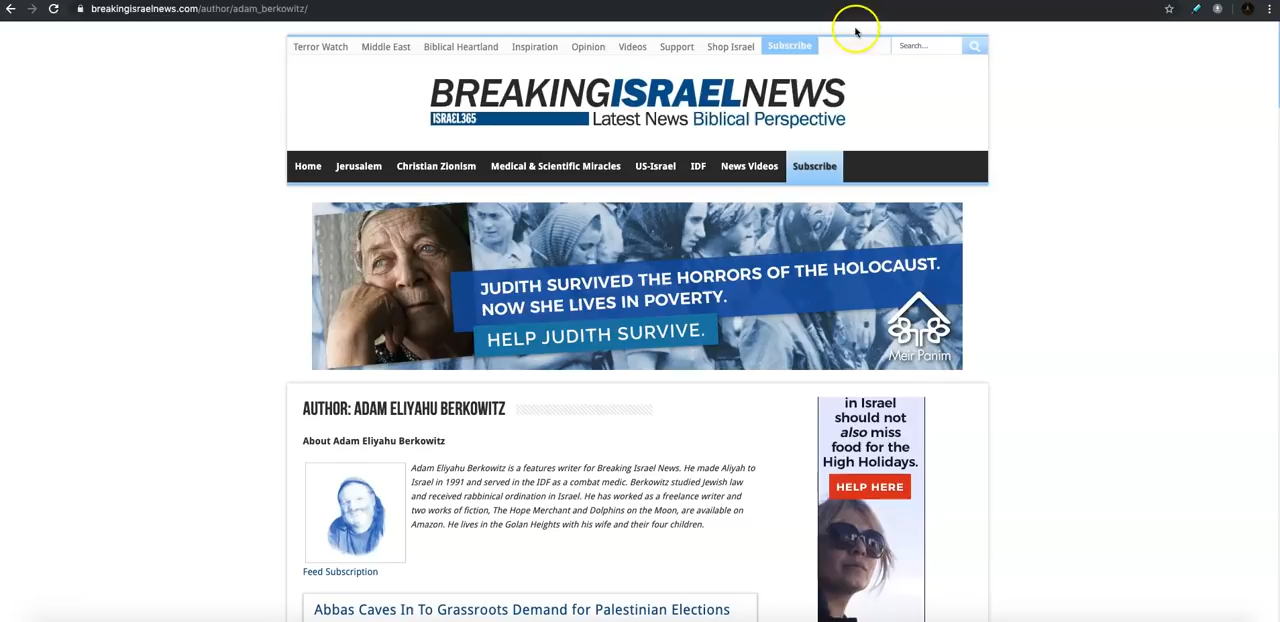 breakingisraelnews.com/author/adam_berkowitz/
Terror Watch Middle East Biblical Heartland Inspiration Opinion Videos Support Shop Israel Subscribe Search...
BREAKINGISRAELNEWS
ISRAEL365 Latest News Biblical Perspective
Home Jerusalem Christian Zionism Medical & Scientific Miracles US-Israel IDF News Videos Subscribe
JUDITH SURVIVED THE HORRORS OF THE HOLOCAUST.
NOW SHE LIVES IN POVERTY.
HELP JUDITH SURVIVE.
Meir Panim
AUTHOR: ADAM ELIYAHU BERKOWITZ
About Adam Eliyahu Berkowitz
Adam Eliyahu Berkowitz is a features writer for Breaking Israel News. He made Aliyah to
Israel in 1991 and served in the IDF as a combat medic. Berkowitz studied Jewish law
and received rabbinical ordination in Israel. He has worked as a freelance writer and
two works of fiction, The Hope Merchant and Dolphins on the Moon, are available on
Amazon. He lives in the Golan Heights with his wife and their four children.
Feed Subscription
Abbas Caves In To Grassroots Demand for Palestinian Elections
in Israel
should not
also miss
food for the
High Holidays.
HELP HERE